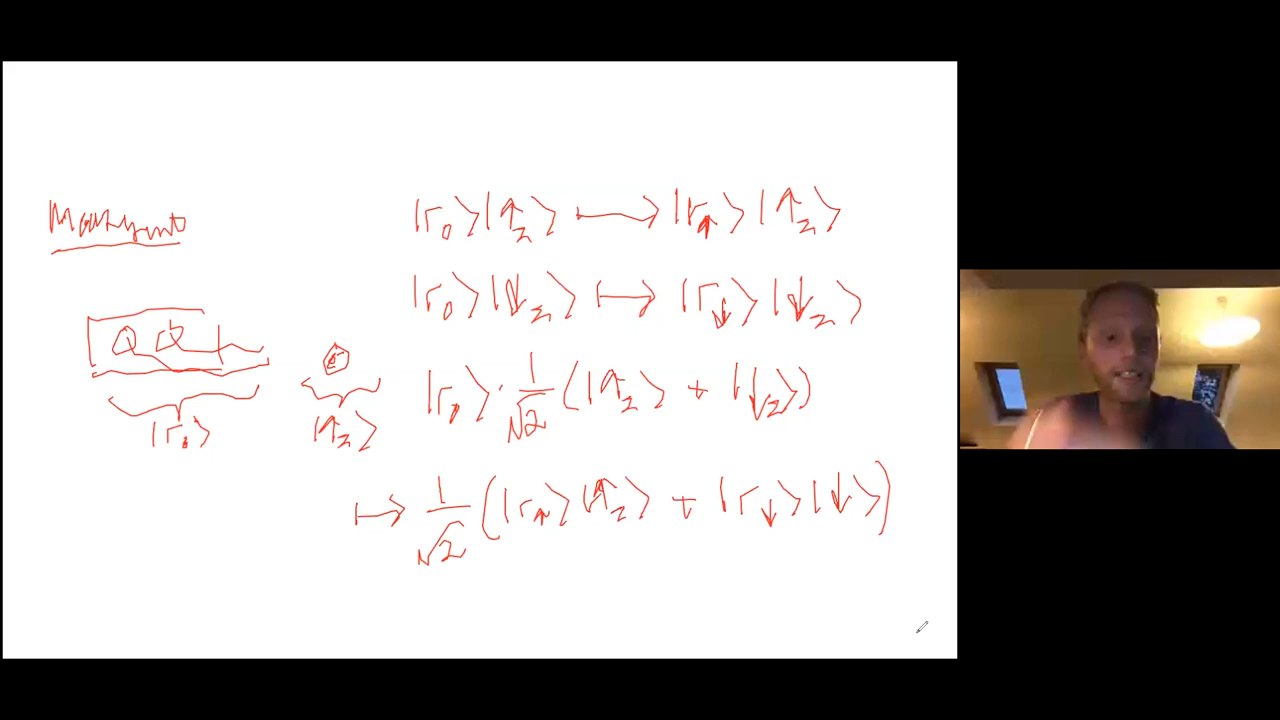 |r₀⟩|↑_z⟩ ⟼ |r_↑⟩|↑_z⟩
|r₀⟩|↓_z⟩ ⟼ |r_↓⟩|↓_z⟩
e⁻
|r₀⟩
|↑_z⟩
|r₀⟩ · 1/√2 (|↑_z⟩ + |↓_z⟩)
⟼ 1/√2 (|r_↑⟩|↑_z⟩ + |r_↓⟩|↓⟩)